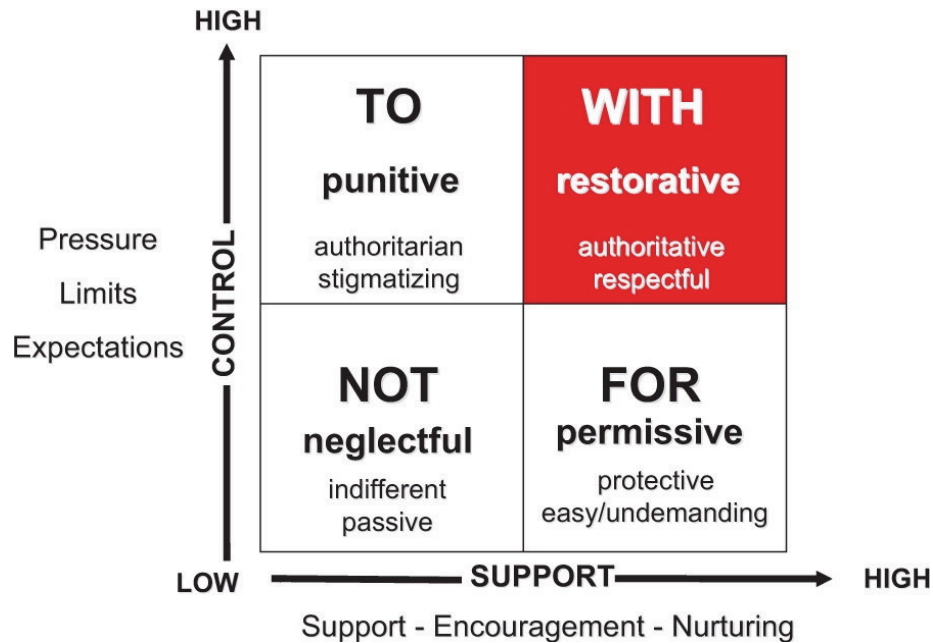 HIGH
TO
punitive
authoritarian
stigmatizing
WITH
restorative
authoritative
respectful
Pressure
Limits
Expectations
CONTROL
NOT
neglectful
indifferent
passive
FOR
permissive
protective
easy/undemanding
LOW
SUPPORT
HIGH
Support - Encouragement - Nurturing